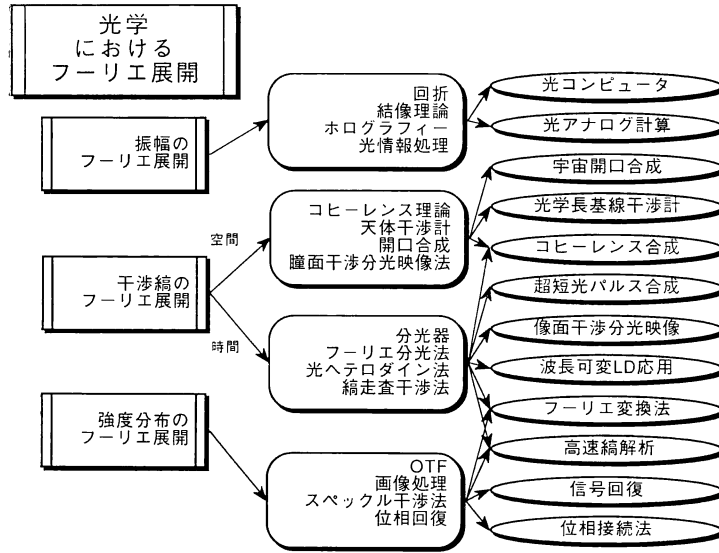 光学
における
フーリエ展開
振幅の
フーリエ展開
干渉縞の
フーリエ展開
強度分布の
フーリエ展開
空間
時間
回折
結像理論
ホログラフィー
光情報処理
コヒーレンス理論
天体干渉計
開口合成
瞳面干渉分光映像法
分光器
フーリエ分光法
光ヘテロダイン法
縞走査干渉法
OTF
画像処理
スペックル干渉法
位相回復
光コンピュータ
光アナログ計算
宇宙開口合成
光学長基線干渉計
コヒーレンス合成
超短光パルス合成
像面干渉分光映像
波長可変LD応用
フーリエ変換法
高速縞解析
信号回復
位相接続法